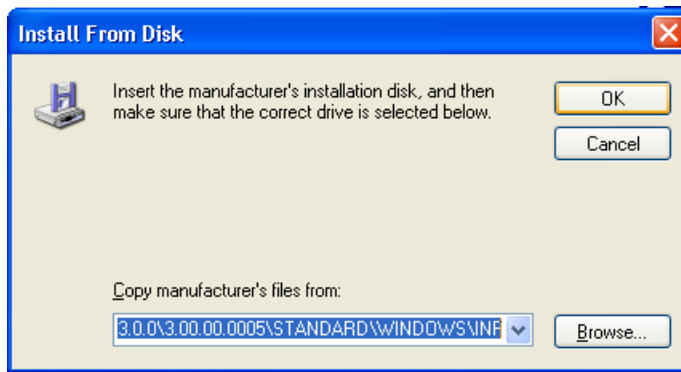 Install From Disk
Insert the manufacturer's installation disk, and then
make sure that the correct drive is selected below.
OK
Cancel
Copy manufacturer's files from:
3.0.0\3.00.00.0005\STANDARD\WINDOWS\INF
Browse...